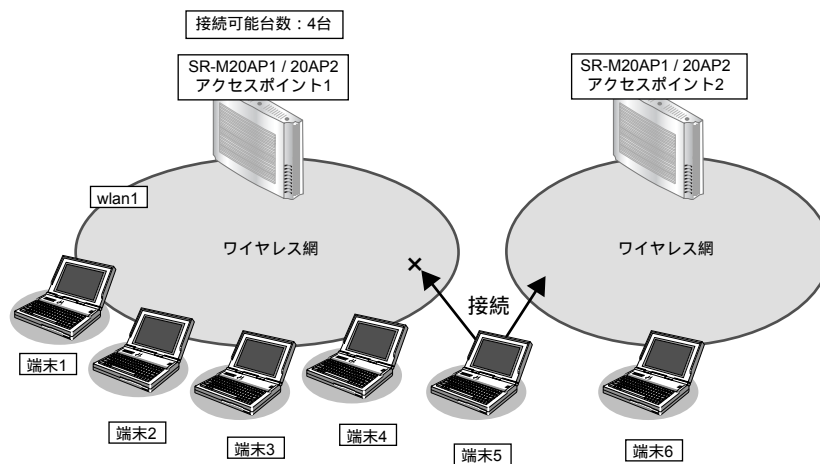 接続可能台数：4台
SR-M20AP1 / 20AP2
アクセスポイント1
SR-M20AP1 / 20AP2
アクセスポイント2
wlan1
ワイヤレス網
ワイヤレス網
接続
端末1
端末2
端末3
端末4
端末5
端末6